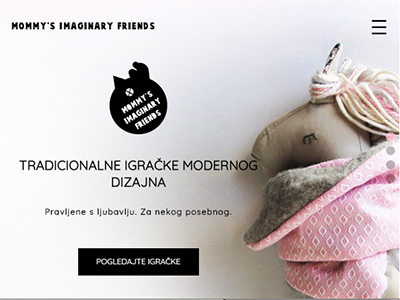 MOMMY'S IMAGINARY FRIENDS
MOMMY'S
IMAGINARY
FRIENDS
TRADICIONALNE IGRAČKE MODERNOG
DIZAJNA
Pravljene s ljubavlju. Za nekog posebnog.
POGLEDAJTE IGRAČKE